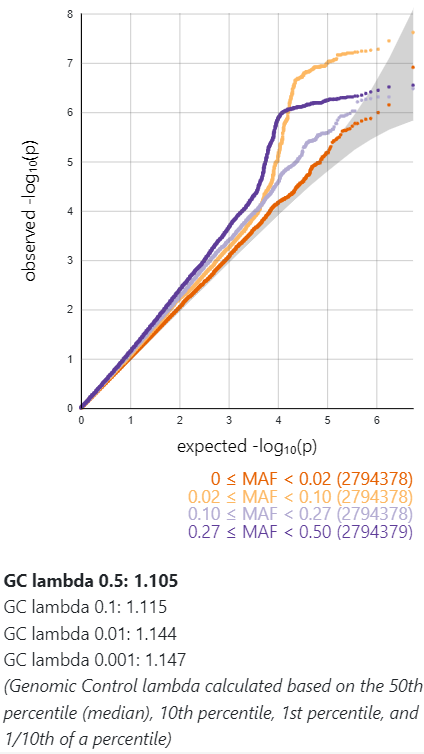 8
7
6
5
4
3
2
1
0
observed -log₁₀(p)
0 1 2 3 4 5 6
expected -log₁₀(p)
0 ≤ MAF < 0.02 (2794378)
0.02 ≤ MAF < 0.10 (2794378)
0.10 ≤ MAF < 0.27 (2794378)
0.27 ≤ MAF < 0.50 (2794379)
GC lambda 0.5: 1.105
GC lambda 0.1: 1.115
GC lambda 0.01: 1.144
GC lambda 0.001: 1.147
(Genomic Control lambda calculated based on the 50th
percentile (median), 10th percentile, 1st percentile, and
1/10th of a percentile)